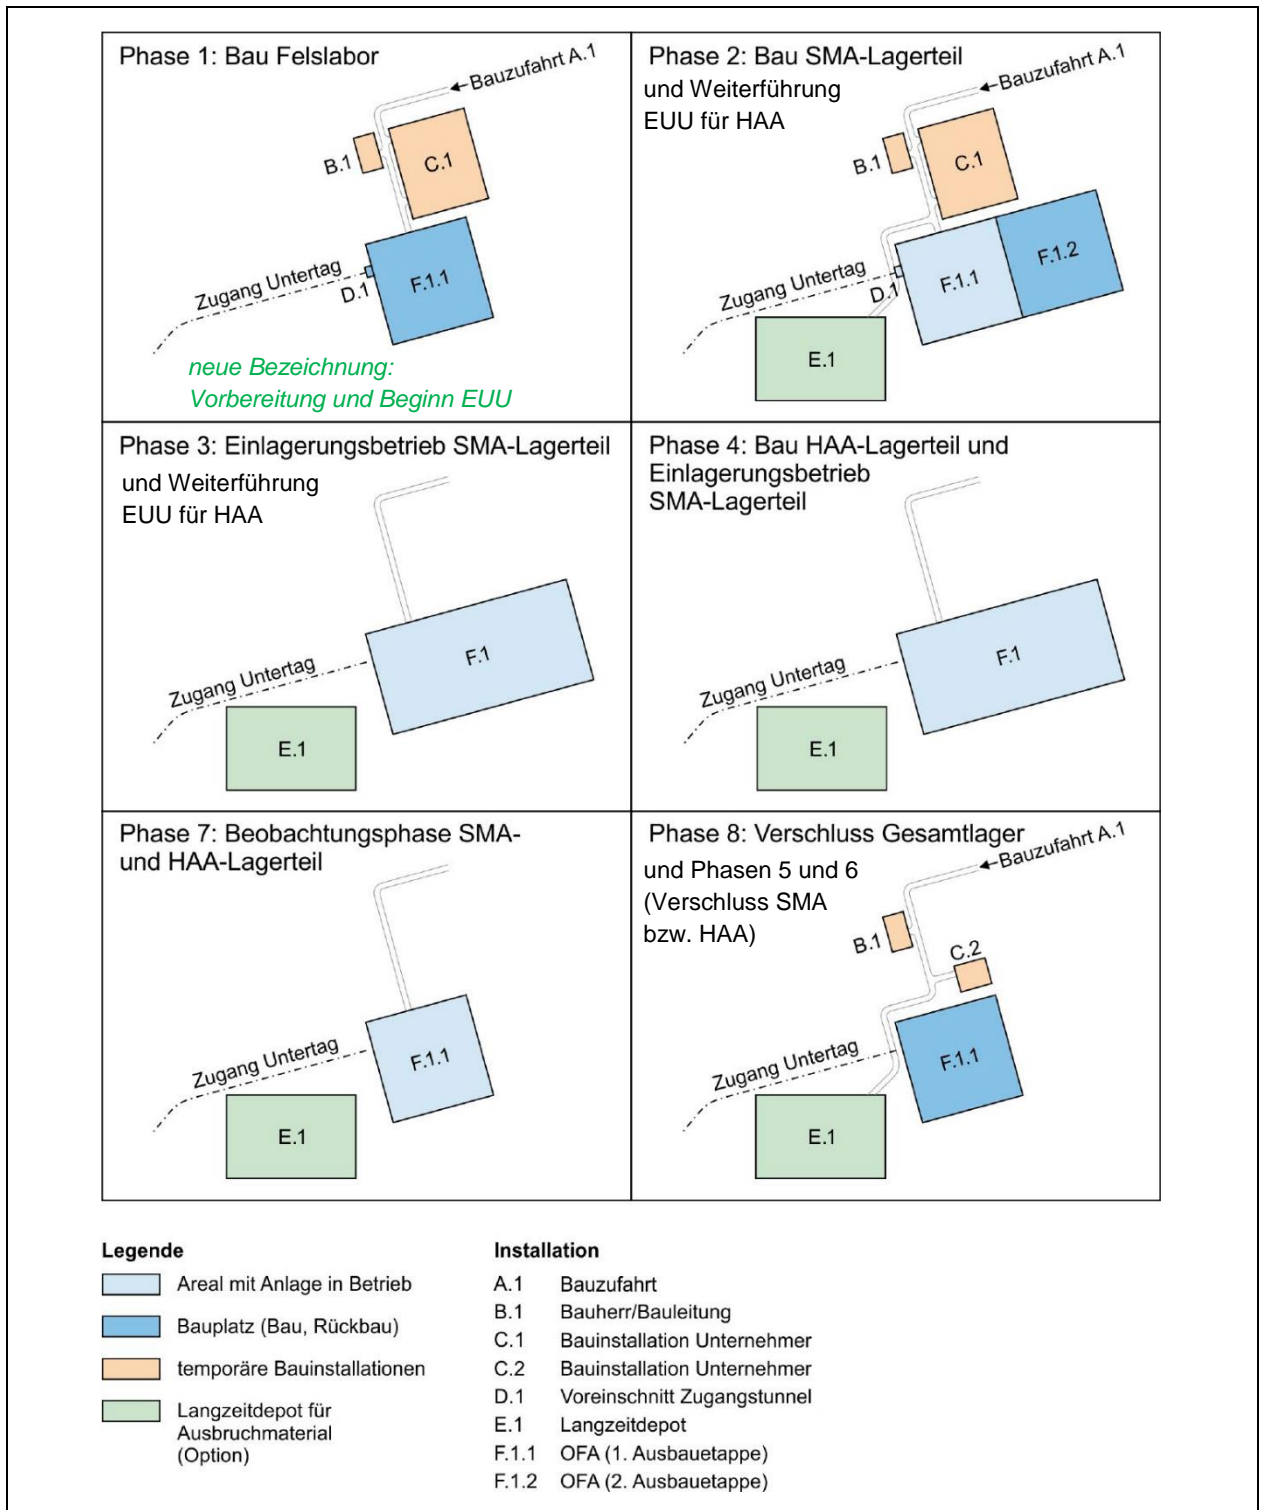 Phase 1: Bau Felslabor
Bauzufahrt A.1
B.1
C.1
Zugang Untertag
D.1
F.1.1
neue Bezeichnung:
Vorbereitung und Beginn EUU
Phase 2: Bau SMA-Lagerteil
und Weiterführung
EUU für HAA
Bauzufahrt A.1
B.1
C.1
F.1.2
Zugang Untertag
D.1
F.1.1
E.1
Phase 3: Einlagerungsbetrieb SMA-Lagerteil
und Weiterführung
EUU für HAA
F.1
Zugang Untertag
E.1
Phase 4: Bau HAA-Lagerteil und
Einlagerungsbetrieb
SMA-Lagerteil
F.1
Zugang Untertag
E.1
Phase 7: Beobachtungsphase SMA-
und HAA-Lagerteil
Zugang Untertag
F.1.1
E.1
Phase 8: Verschluss Gesamtlager
und Phasen 5 und 6
(Verschluss SMA
bzw. HAA)
Bauzufahrt A.1
B.1
C.2
Zugang Untertag
F.1.1
E.1
Legende
Areal mit Anlage in Betrieb
Bauplatz (Bau, Rückbau)
temporäre Bauinstallationen
Langzeitdepot für
Ausbruchmaterial
(Option)
Installation
A.1 Bauzufahrt
B.1 Bauherr/Bauleitung
C.1 Bauinstallation Unternehmer
C.2 Bauinstallation Unternehmer
D.1 Voreinschnitt Zugangstunnel
E.1 Langzeitdepot
F.1.1 OFA (1. Ausbauetappe)
F.1.2 OFA (2. Ausbauetappe)